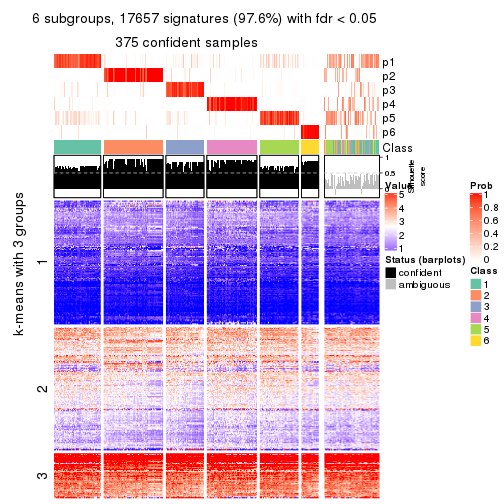 6 subgroups, 17657 signatures (97.6%) with fdr < 0.05
375 confident samples
p1
p2
p3
p4
p5
p6
Class
1
0.5
0
Silhouette
score
k-means with 3 groups
1
2
3
Value
5
4
3
2
1
Status (barplots)
confident
ambiguous
Prob
1
0.8
0.6
0.4
0.2
0
Class
1
2
3
4
5
6